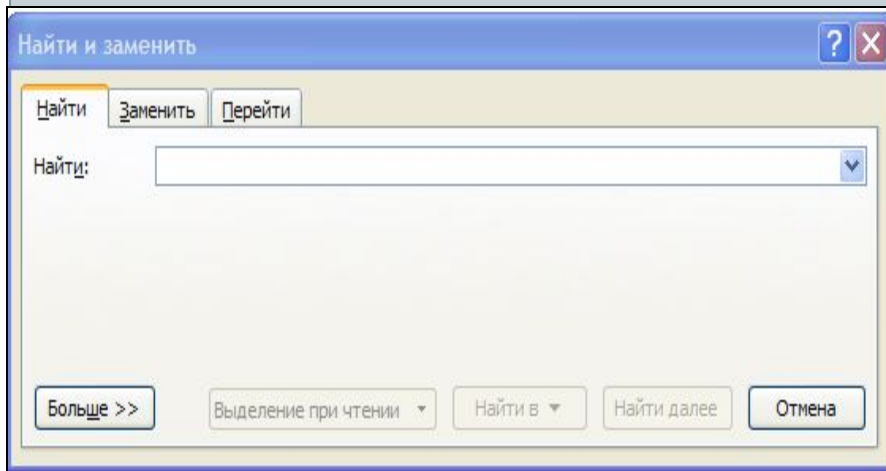 Найти и заменить
Найти Заменить Перейти
Найти:
Больше >> Выделение при чтении Найти в Найти далее Отмена